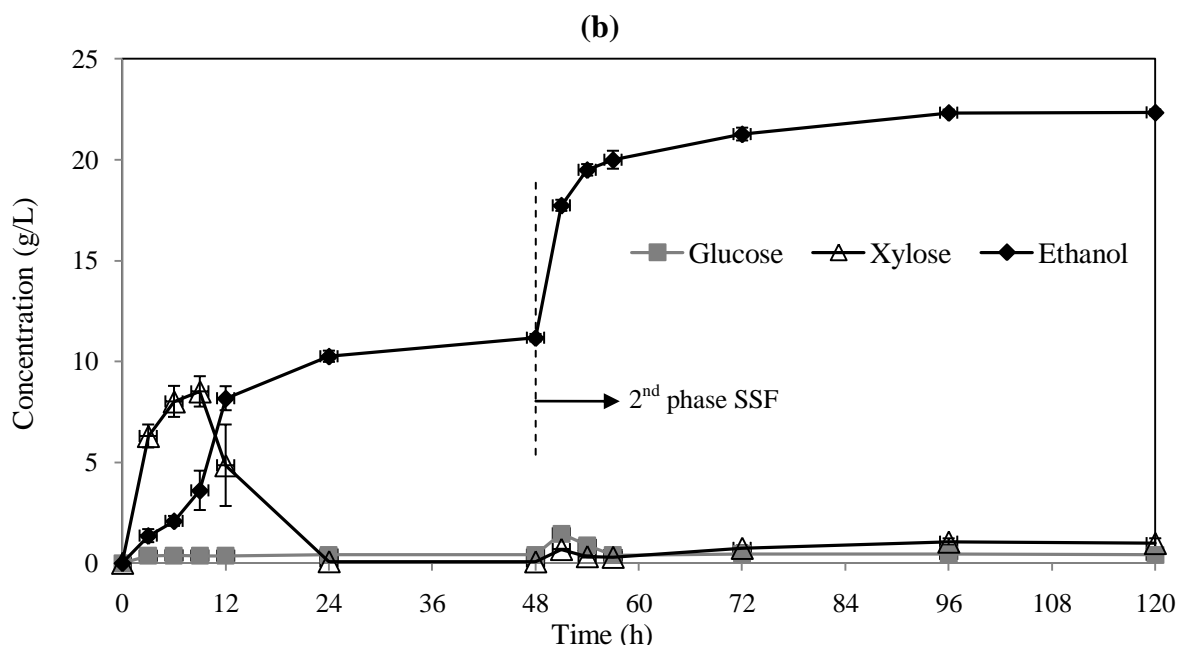 (b)
25
20
15
10
5
0
Concentration (g/L)
Glucose Xylose Ethanol
2nd phase SSF
0 12 24 36 48 60 72 84 96 108 120
Time (h)